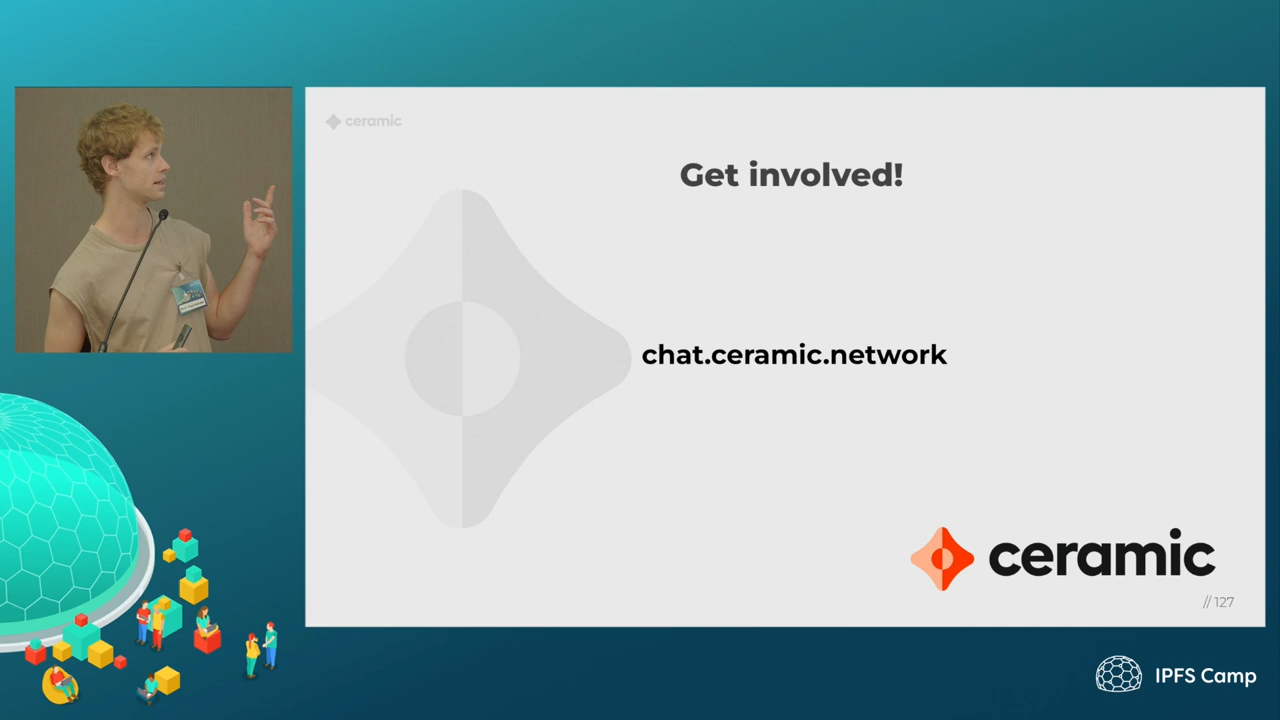 ceramic
Get involved!
chat.ceramic.network
ceramic
// 127
IPFS Camp